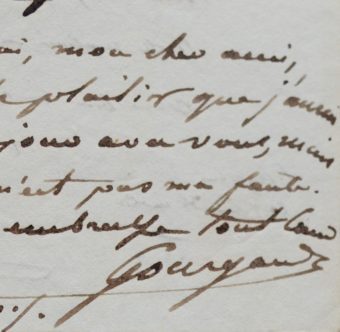 mon cher ami,
plaisir que j'aurai
avec vous, mais
n'est pas ma faute.
embrasse tout
Gourgaud